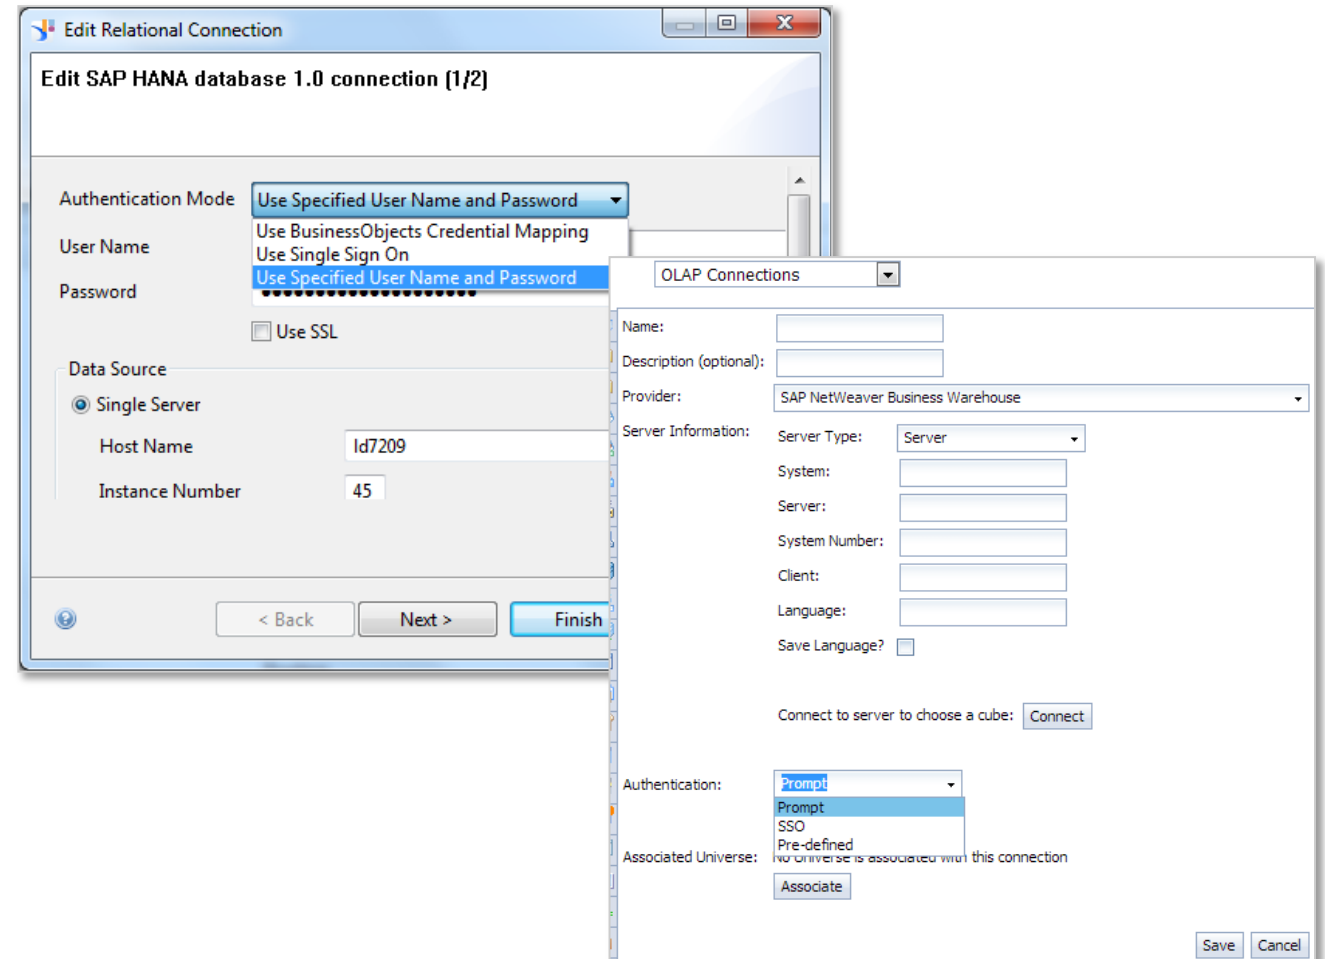 Edit Relational Connection
Edit SAP HANA database 1.0 connection (1/2)
Authentication Mode Use Specified User Name and Password
Use BusinessObjects Credential Mapping
User Name
Use Single Sign On
Use Specified User Name and Password
Password
Use SSL
Data Source
Single Server
Host Name ld7209
Instance Number 45
< Back Next > Finish
OLAP Connections
Name:
Description (optional):
Provider: SAP NetWeaver Business Warehouse
Server Information: Server Type: Server
System:
Server:
System Number:
Client:
Language:
Save Language?
Connect to server to choose a cube: Connect
Authentication: Prompt
Prompt
SSO
Pre-defined
Associated Universe: No Universe is associated with this connection
Associate
Save Cancel